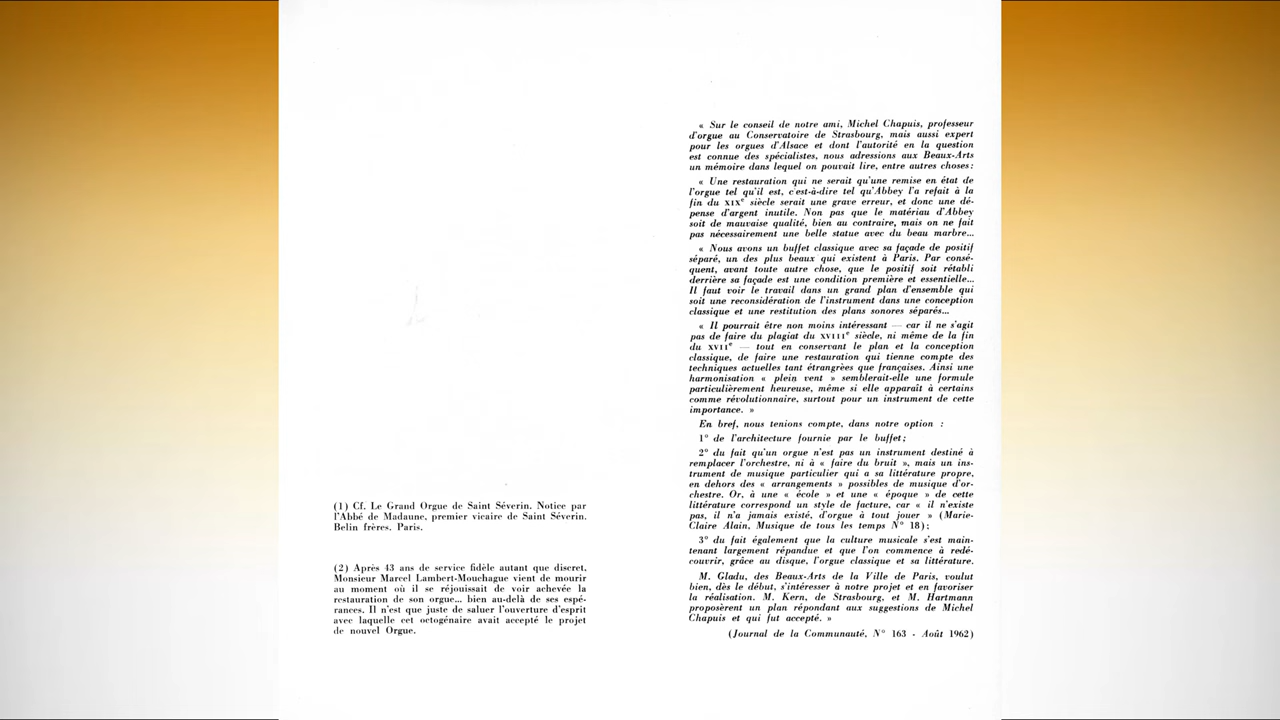 (1) Cf. Le Grand Orgue de Saint Séverin. Notice par
l'Abbé de Madaune, premier vicaire de Saint Séverin.
Belin frères. Paris.
(2) Après 43 ans de service fidèle autant que discret,
Monsieur Marcel Lambert-Mouchague vient de mourir
au moment où il se réjouissait de voir achevée la
restauration de son orgue... bien au-delà de ses espé-
rances. Il n'est que juste de saluer l'ouverture d'esprit
avec laquelle cet octogénaire avait accepté le projet
de nouvel Orgue.
« Sur le conseil de notre ami, Michel Chapuis, professeur
d'orgue au Conservatoire de Strasbourg, mais aussi expert
pour les orgues d'Alsace et dont l'autorité en la question
est connue des spécialistes, nous adressions aux Beaux-Arts
un mémoire dans lequel on pouvait lire, entre autres choses :
« Une restauration qui ne serait qu'une remise en état de
l'orgue tel qu'il est, c'est-à-dire tel qu'Abbey l'a refait à la
fin du XIXe siècle serait une grave erreur, et donc une dé-
pense d'argent inutile. Non pas que le matériau d'Abbey
soit de mauvaise qualité, bien au contraire, mais on ne fait
pas nécessairement une belle statue avec du beau marbre...
« Nous avons un buffet classique avec sa façade de positif
séparé, un des plus beaux qui existent à Paris. Par consé-
quent, avant toute autre chose, que le positif soit rétabli
derrière sa façade est une condition première et essentielle...
Il faut voir le travail dans un grand plan d'ensemble qui
soit une reconsidération de l'instrument dans une conception
classique et une restitution des plans sonores séparés...
« Il pourrait être non moins intéressant — car il ne s'agit
pas de faire du plagiat du XVIIIe siècle, ni même de la fin
du XVIIe — tout en conservant le plan et la conception
classique, de faire une restauration qui tienne compte des
techniques actuelles tant étrangrées que françaises. Ainsi une
harmonisation « plein vent » semblerait-elle une formule
particulièrement heureuse, même si elle apparaît à certains
comme révolutionnaire, surtout pour un instrument de cette
importance. »
En bref, nous tenions compte, dans notre option :
1° de l'architecture fournie par le buffet;
2° du fait qu'un orgue n'est pas un instrument destiné à
remplacer l'orchestre, ni à « faire du bruit », mais un ins-
trument de musique particulier qui a sa littérature propre,
en dehors des « arrangements » possibles de musique d'or-
chestre. Or, à une « école » et une « époque » de cette
littérature correspond un style de facture, car « il n'existe
pas, il n'a jamais existé, d'orgue à tout jouer » (Marie-
Claire Alain, Musique de tous les temps N° 18);
3° du fait également que la culture musicale s'est main-
tenant largement répandue et que l'on commence à redé-
couvrir, grâce au disque, l'orgue classique et sa littérature.
M. Gladu, des Beaux-Arts de la Ville de Paris, voulut
bien, dès le début, s'intéresser à notre projet et en favoriser
la réalisation. M. Kern, de Strasbourg, et M. Hartmann
proposèrent un plan répondant aux suggestions de Michel
Chapuis et qui fut accepté. »
(Journal de la Communauté, N° 163 - Août 1962)